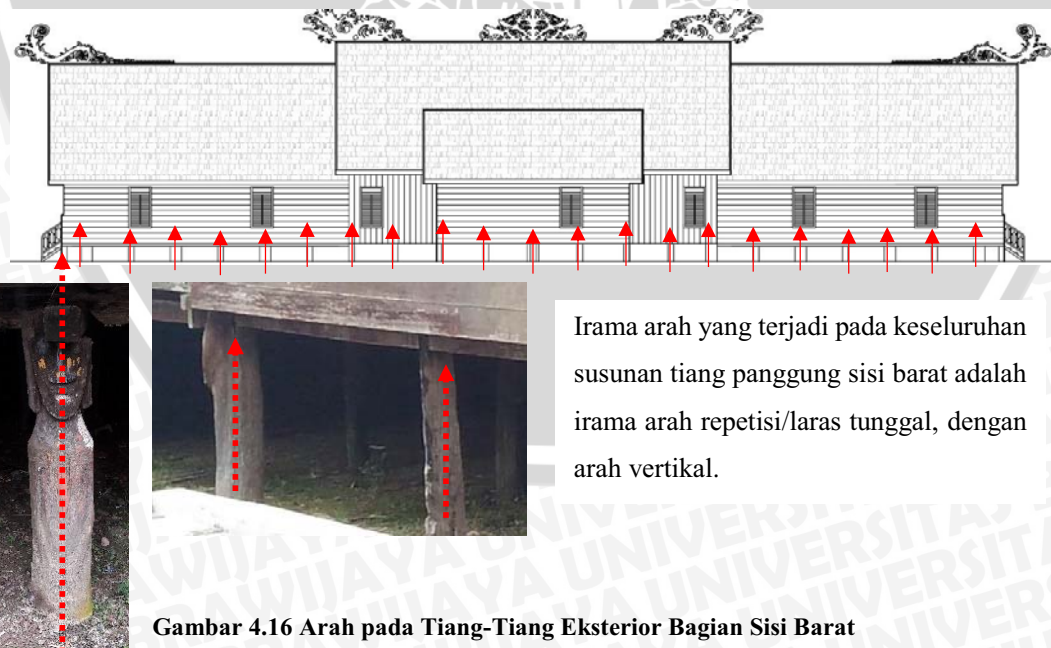 Irama arah yang terjadi pada keseluruhan
susunan tiang panggung sisi barat adalah
irama arah repetisi/laras tunggal, dengan
arah vertikal.
Gambar 4.16 Arah pada Tiang-Tiang Eksterior Bagian Sisi Barat